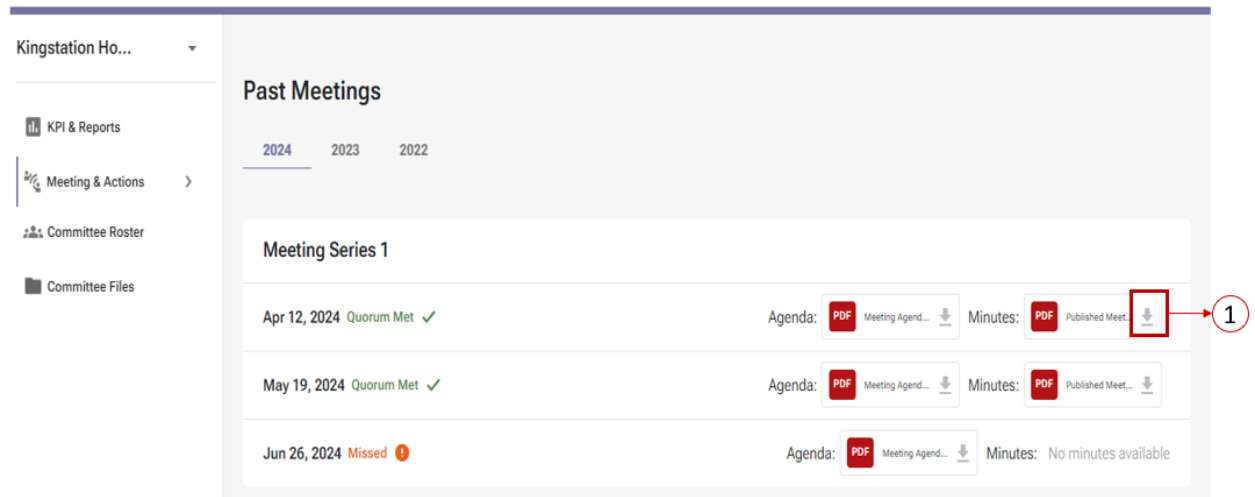 Kingstation Ho...
KPI & Reports
Meeting & Actions
Committee Roster
Committee Files
Past Meetings
2024 2023 2022
Meeting Series 1
Apr 12, 2024 Quorum Met Agenda: PDF Meeting Agend... Minutes: PDF Published Meet... 1
May 19, 2024 Quorum Met Agenda: PDF Meeting Agend... Minutes: PDF Published Meet...
Jun 26, 2024 Missed Agenda: PDF Meeting Agend... Minutes: No minutes available